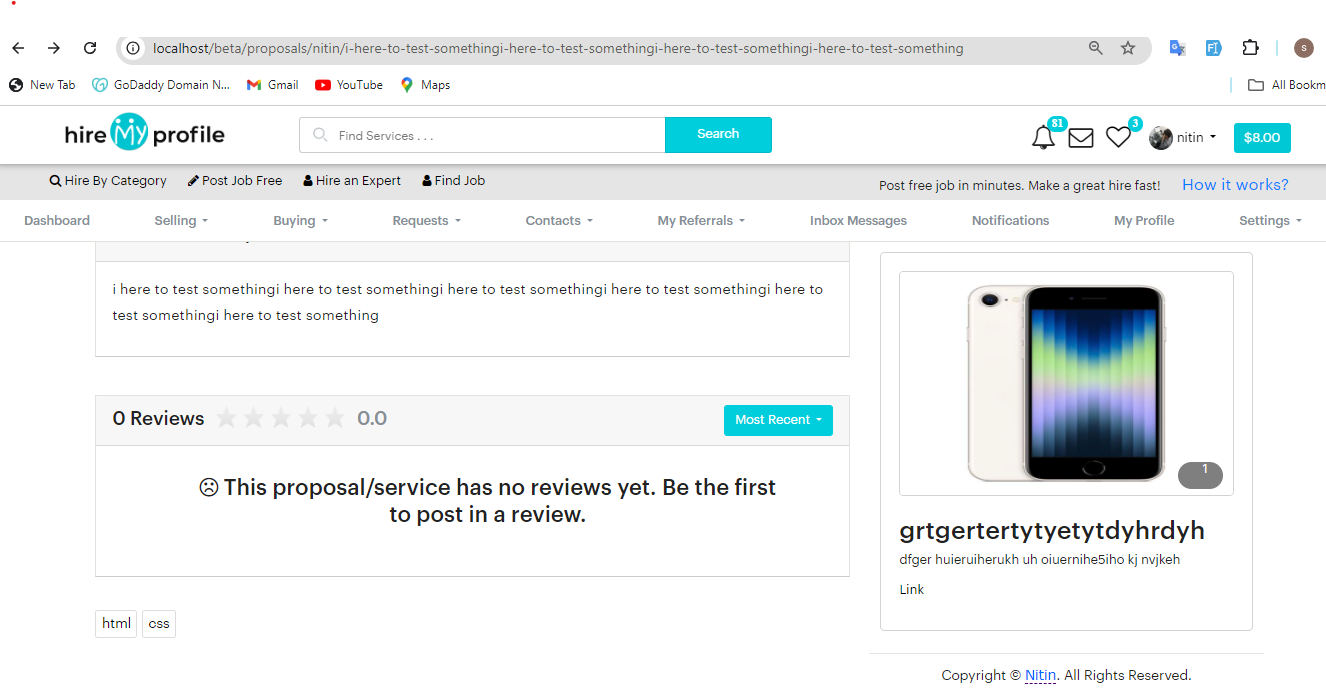 localhost/beta/proposals/nitin/i-here-to-test-somethingi-here-to-test-somethingi-here-to-test-somethingi-here-to-test-something
S
New Tab
GoDaddy Domain N...
Gmail
YouTube
Maps
All Bookm
hire My profile
Find Services . . .
Search
81
3
nitin
$8.00
Hire By Category
Post Job Free
Hire an Expert
Find Job
Post free job in minutes. Make a great hire fast!
How it works?
Dashboard
Selling
Buying
Requests
Contacts
My Referrals
Inbox Messages
Notifications
My Profile
Settings
i here to test somethingi here to test somethingi here to test somethingi here to test somethingi here to
test somethingi here to test something
0 Reviews
0.0
Most Recent
This proposal/service has no reviews yet. Be the first
to post in a review.
html
css
1
grtgertertytyetytdyhrdyh
dfger huieruiherukh uh oiuernihe5iho kj nvjkeh
Link
Copyright © Nitin. All Rights Reserved.